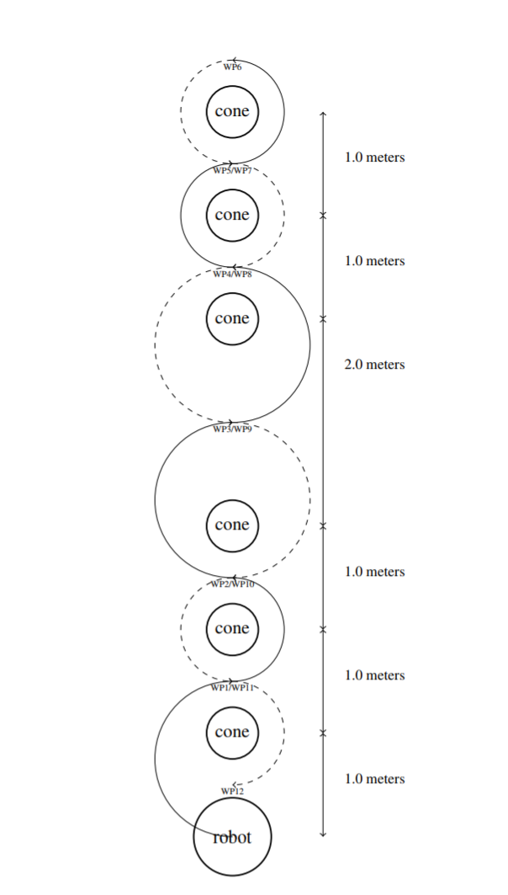 WP6
cone
1.0 meters
WP5/WP7
cone
1.0 meters
WP4/WP8
cone
2.0 meters
WP3/WP9
cone
1.0 meters
WP2/WP10
cone
1.0 meters
WP1/WP11
cone
1.0 meters
WP12
robot